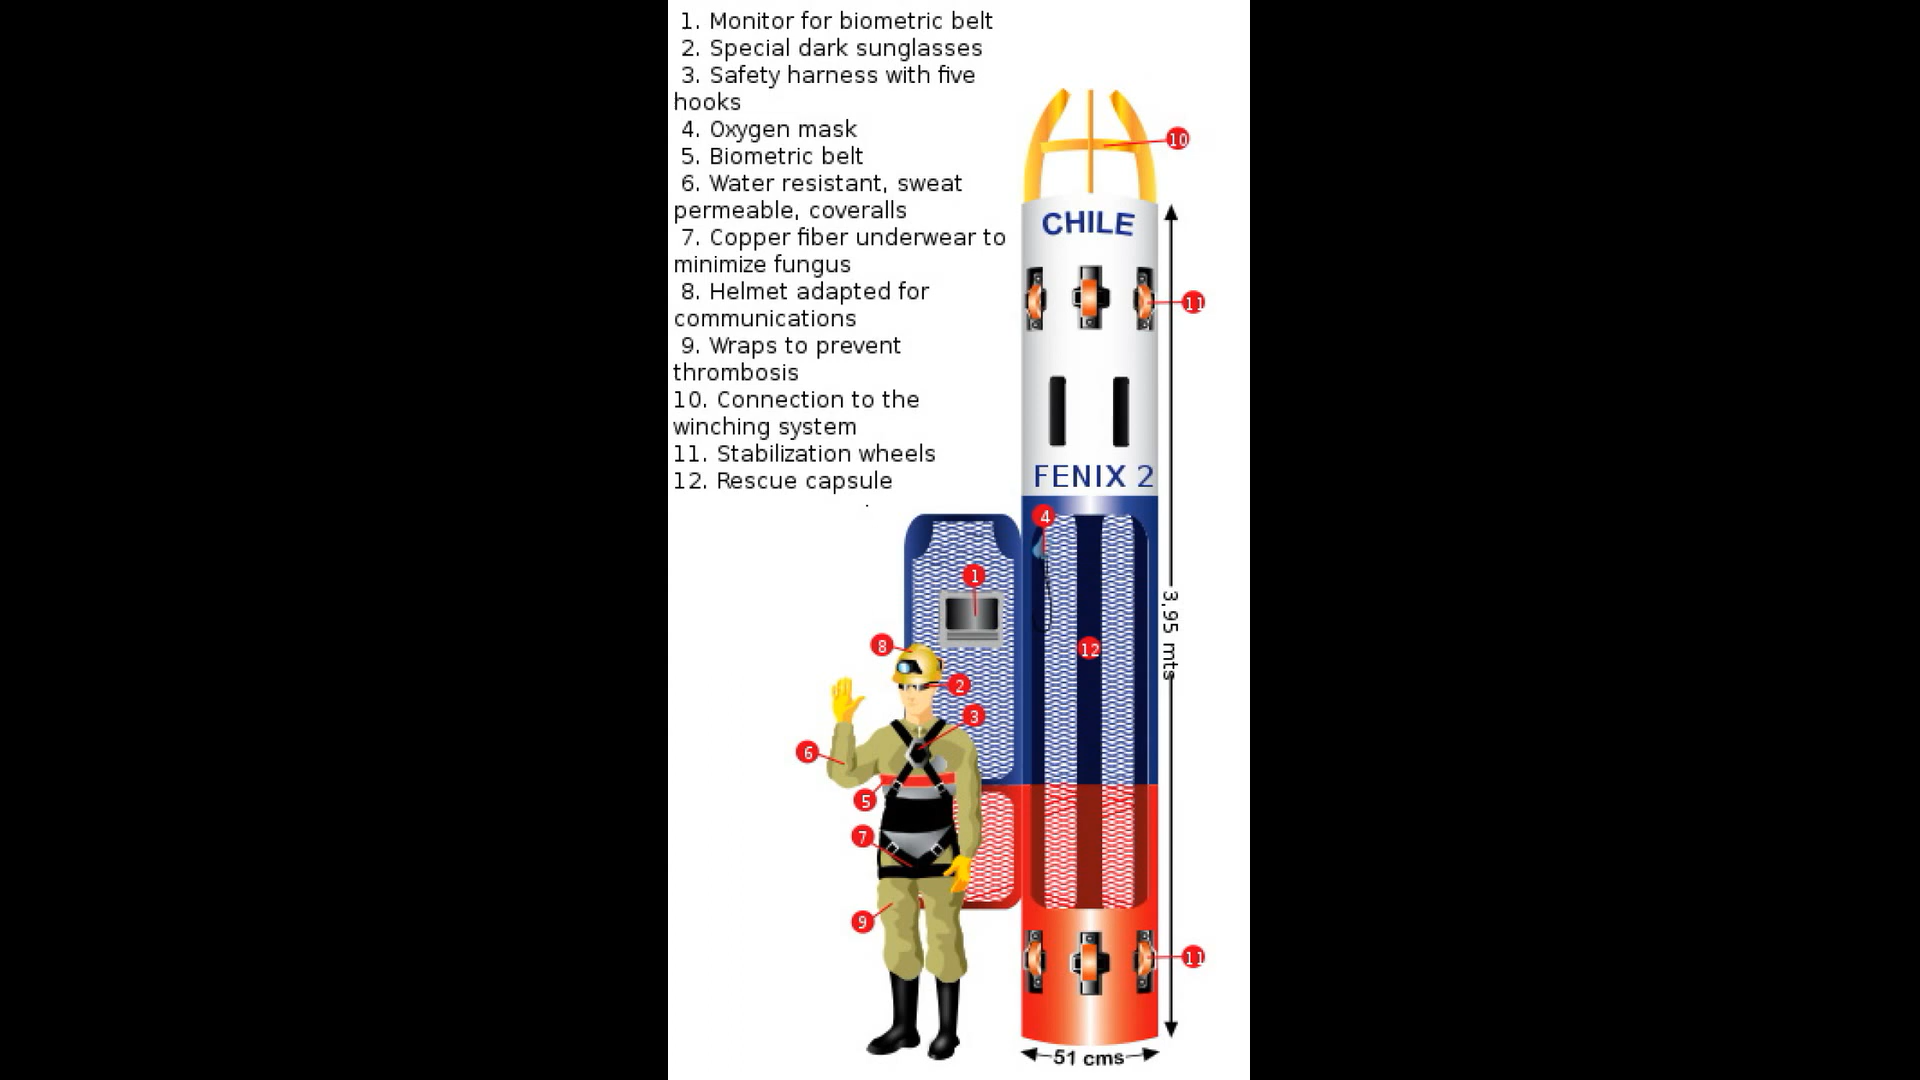 1. Monitor for biometric belt
2. Special dark sunglasses
3. Safety harness with five
hooks
4. Oxygen mask
5. Biometric belt
6. Water resistant, sweat
permeable, coveralls
7. Copper fiber underwear to
minimize fungus
8. Helmet adapted for
communications
9. Wraps to prevent
thrombosis
10. Connection to the
winching system
11. Stabilization wheels
12. Rescue capsule
.
10
CHILE
11
FENIX 2
4
1
3,95 mts
8
12
2
3
6
5
7
9
11
51 cms